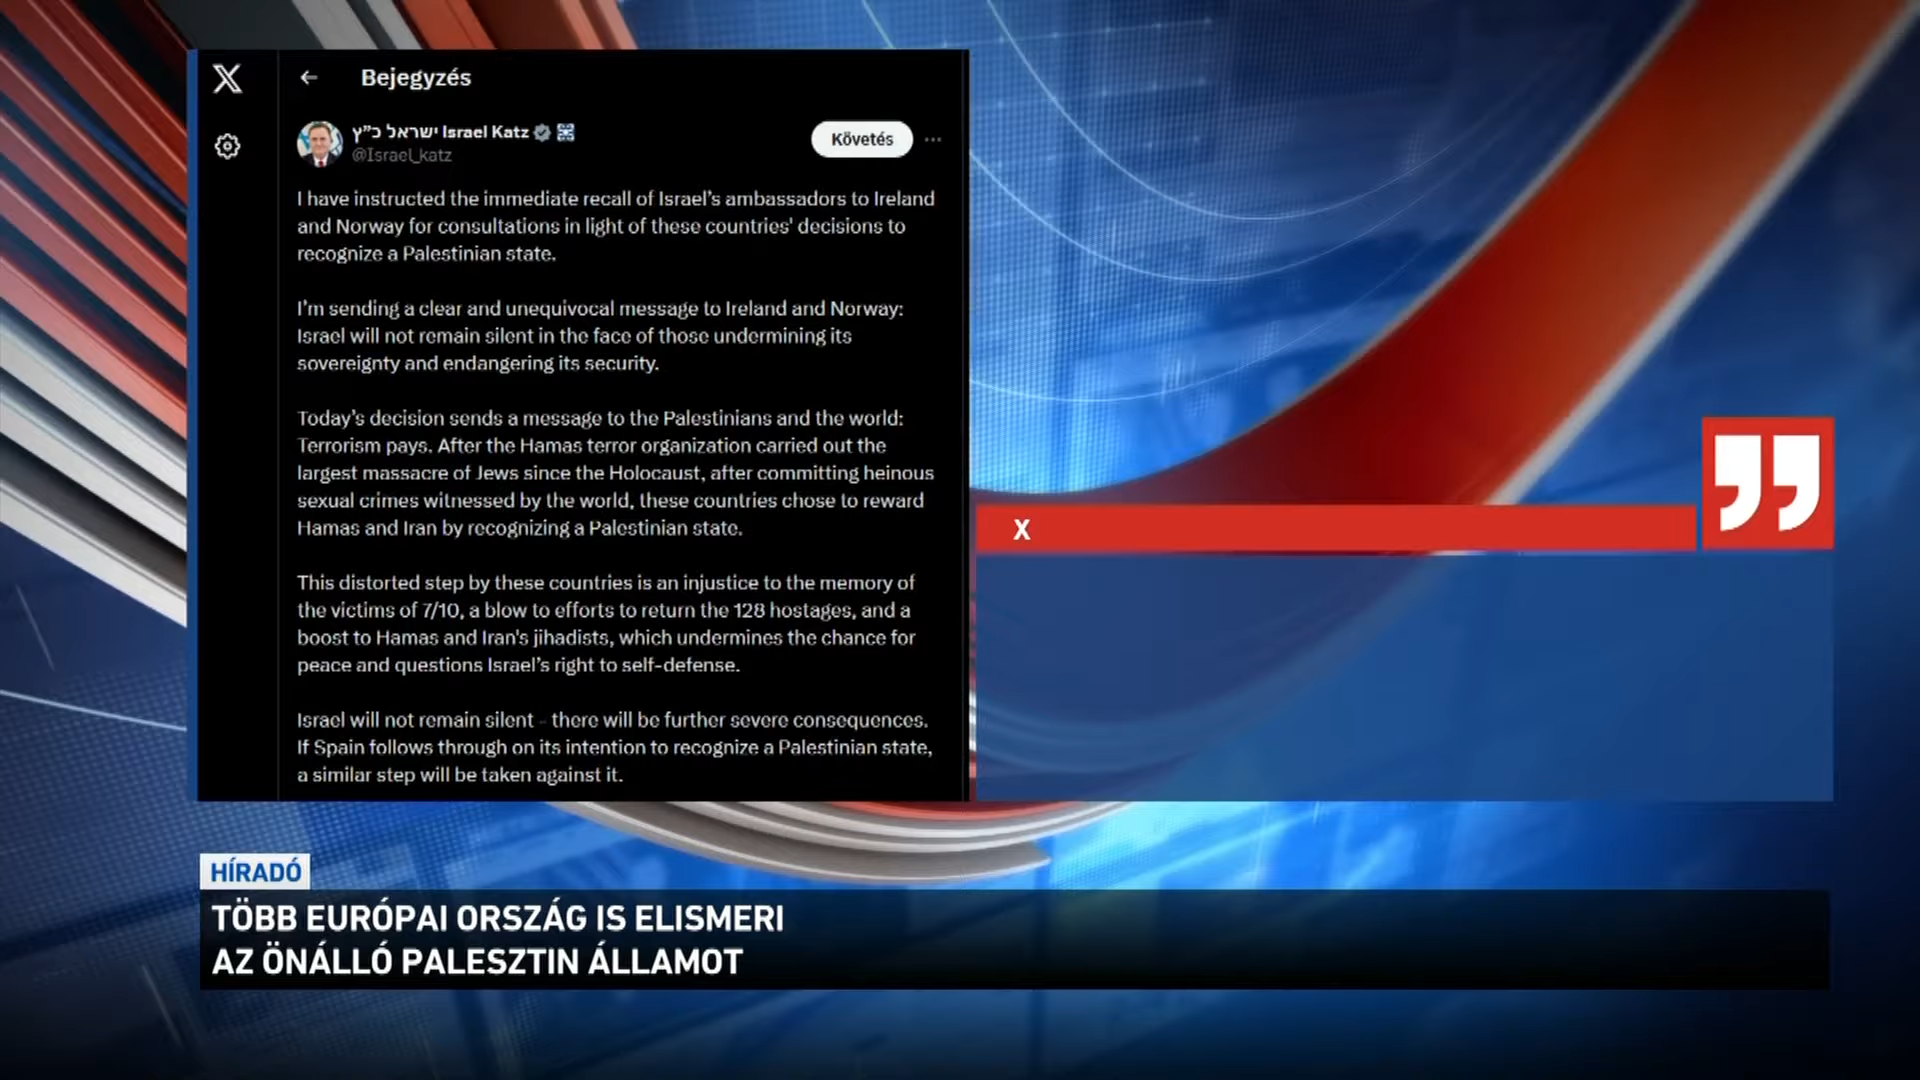 X
Bejegyzés
ישראל כ”ץ Israel Katz
@Israel_katz
Követés
I have instructed the immediate recall of Israel’s ambassadors to Ireland
and Norway for consultations in light of these countries' decisions to
recognize a Palestinian state.
I’m sending a clear and unequivocal message to Ireland and Norway:
Israel will not remain silent in the face of those undermining its
sovereignty and endangering its security.
Today’s decision sends a message to the Palestinians and the world:
Terrorism pays. After the Hamas terror organization carried out the
largest massacre of Jews since the Holocaust, after committing heinous
sexual crimes witnessed by the world, these countries chose to reward
Hamas and Iran by recognizing a Palestinian state.
This distorted step by these countries is an injustice to the memory of
the victims of 7/10, a blow to efforts to return the 128 hostages, and a
boost to Hamas and Iran's jihadists, which undermines the chance for
peace and questions Israel’s right to self-defense.
Israel will not remain silent - there will be further severe consequences.
If Spain follows through on its intention to recognize a Palestinian state,
a similar step will be taken against it.
X
”
HÍRADÓ
TÖBB EURÓPAI ORSZÁG IS ELISMERI
AZ ÖNÁLLÓ PALESZTIN ÁLLAMOT